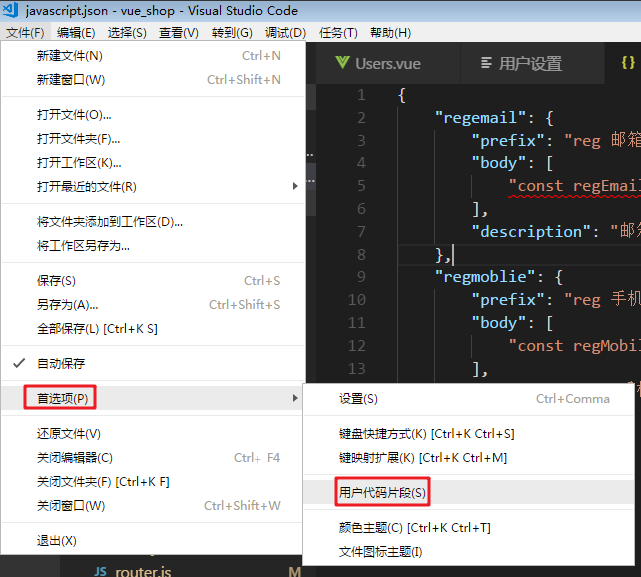 javascript.json - vue_shop - Visual Studio Code
文件(F) 编辑(E) 选择(S) 查看(V) 转到(G) 调试(D) 任务(T) 帮助(H)
新建文件(N) Ctrl+N
新建窗口(W) Ctrl+Shift+N
打开文件(O)...
打开文件夹(F)...
打开工作区(K)...
打开最近的文件(R)
将文件夹添加到工作区(D)...
将工作区另存为...
保存(S) Ctrl+S
另存为(A)... Ctrl+Shift+S
全部保存(L) [Ctrl+K S]
自动保存
首选项(P)
还原文件(V)
关闭编辑器(C) Ctrl+F4
关闭文件夹(F) [Ctrl+K F]
关闭窗口(W) Ctrl+Shift+W
退出(X)
Users.vue 用户设置 {}
1 {
2 "regemail": {
3 "prefix": "reg 邮箱
4 "body": [
5 "const regEmail
6 ],
7 "description": "邮箱
8 },
9 "regmoblie": {
10 "prefix": "reg 手机
11 "body": [
12 "const regMobil
13 ],
设置(S) Ctrl+Comma
键盘快捷方式(K) [Ctrl+K Ctrl+S]
键映射扩展(K) [Ctrl+K Ctrl+M]
用户代码片段(S)
颜色主题(C) [Ctrl+K Ctrl+T]
文件图标主题(I)
JS router.js M